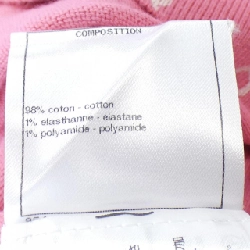 COMPOSITION
98% coton - cotton
1% elasthanne - elastane
1% polyamide - polyamide